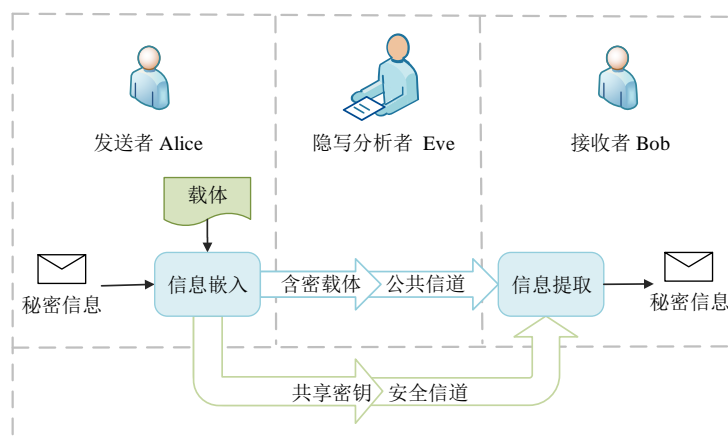 发送者 Alice
隐写分析者 Eve
接收者 Bob
载体
秘密信息
信息嵌入
含密载体
公共信道
信息提取
秘密信息
共享密钥
安全信道